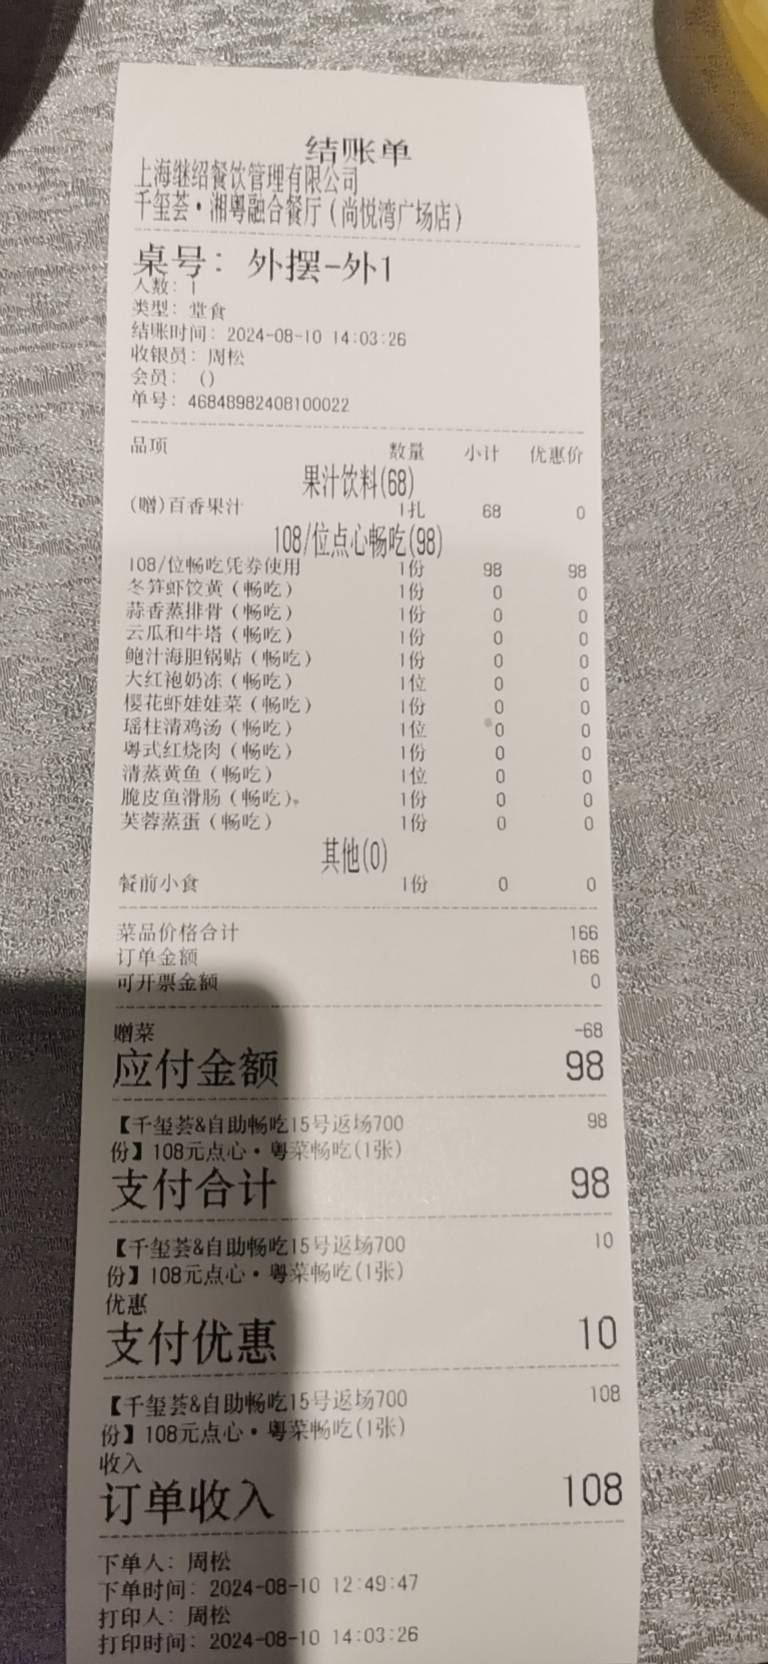 结账单
上海继绍餐饮管理有限公司
千玺荟·湘粤融合餐厅（尚悦湾广场店）
桌号：外摆-外1
人数：1
类型：堂食
结账时间：2024-08-10 14:03:26
收银员：周松
会员：（）
单号：46848982408100022
品项 数量 小计 优惠价
果汁饮料(68)
(赠)百香果汁 1扎 68 0
108/位点心畅吃(98)
108/位畅吃凭券使用 1份 98 98
冬笋虾饺黄（畅吃） 1份 0 0
蒜香蒸排骨（畅吃） 1份 0 0
云瓜和牛塔（畅吃） 1份 0 0
鲍汁海胆锅贴（畅吃） 1份 0 0
大红袍奶冻（畅吃） 1位 0 0
樱花虾娃娃菜（畅吃） 1份 0 0
瑶柱清鸡汤（畅吃） 1位 0 0
粤式红烧肉（畅吃） 1份 0 0
清蒸黄鱼（畅吃） 1位 0 0
脆皮鱼滑肠（畅吃） 1份 0 0
芙蓉蒸蛋（畅吃） 1份 0 0
其他(0)
餐前小食 1份 0 0
菜品价格合计 166
订单金额 166
可开票金额 0
赠菜 -68
应付金额 98
【千玺荟&自助畅吃15号返场700 98
份】108元点心·粤菜畅吃(1张)
支付合计 98
【千玺荟&自助畅吃15号返场700 10
份】108元点心·粤菜畅吃(1张)
优惠
支付优惠 10
【千玺荟&自助畅吃15号返场700 108
份】108元点心·粤菜畅吃(1张)
收入
订单收入 108
下单人：周松
下单时间：2024-08-10 12:49:47
打印人：周松
打印时间：2024-08-10 14:03:26